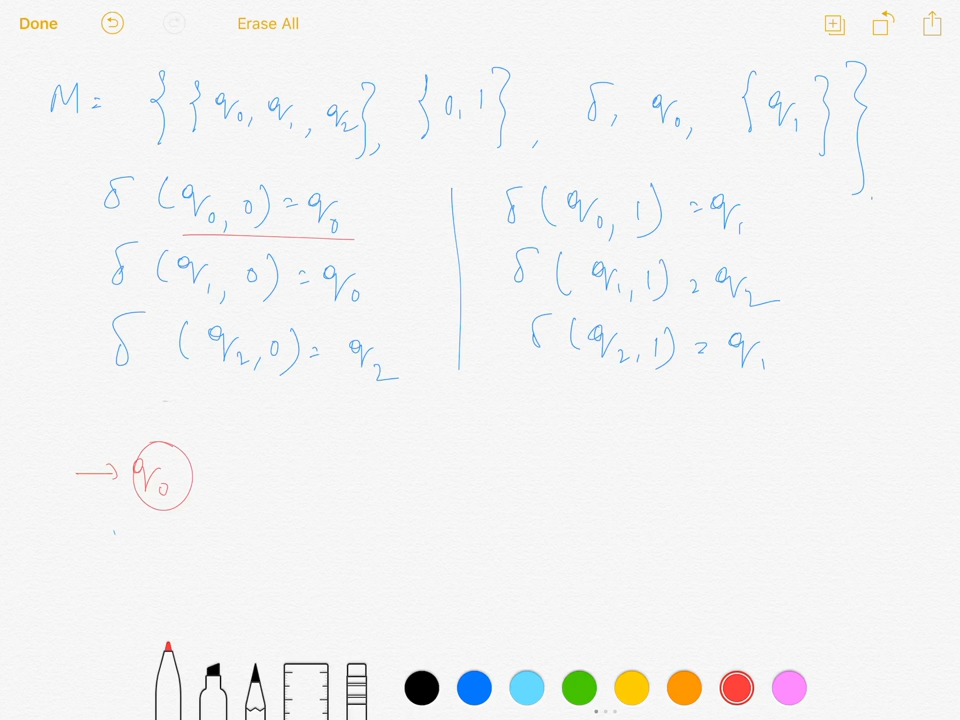 Done Erase All
M = { { q₀, q₁, q₂}, {0, 1}, δ, q₀, {q₁} }.
δ (q₀, 0) = q₀ δ(q₀, 1) = q₁
δ (q₁, 0) = q₀ δ(q₁, 1) = q₂
δ (q₂, 0) = q₂ δ(q₂, 1) = q₁
→ q₀